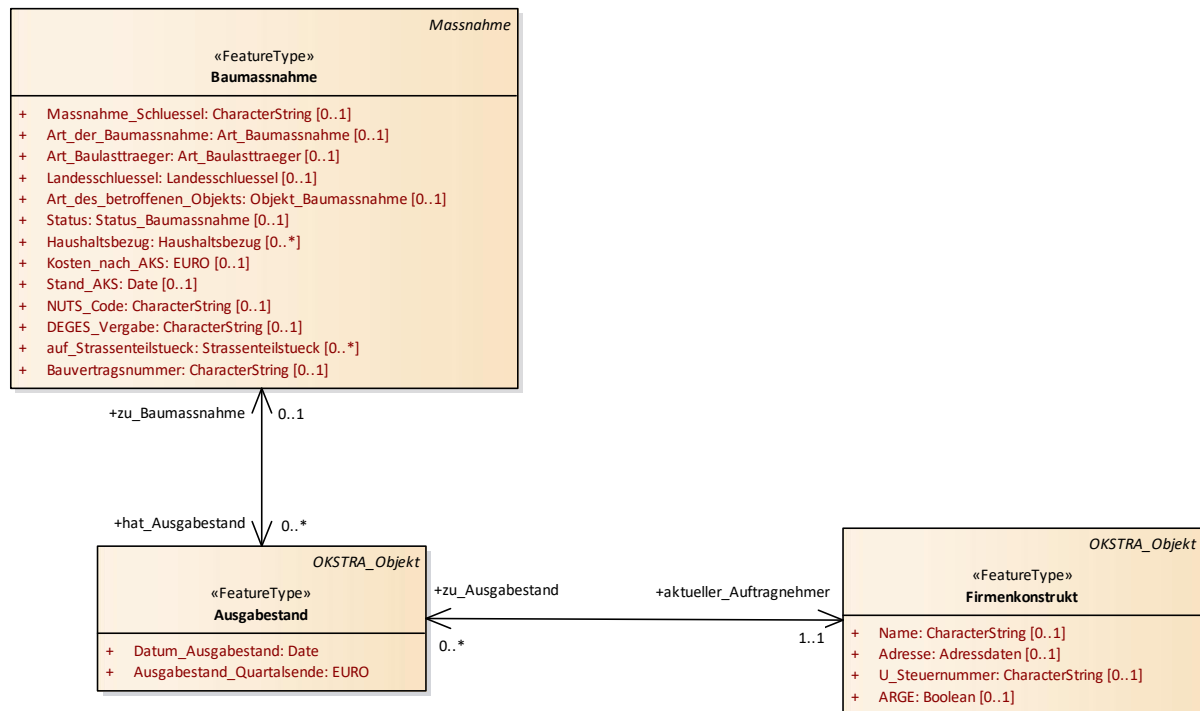 Massnahme
«FeatureType»
Baumassnahme
+ Massnahme_Schluessel: CharacterString [0..1]
+ Art_der_Baumassnahme: Art_Baumassnahme [0..1]
+ Art_Baulasttraeger: Art_Baulasttraeger [0..1]
+ Landesschluessel: Landesschluessel [0..1]
+ Art_des_betroffenen_Objekts: Objekt_Baumassnahme [0..1]
+ Status: Status_Baumassnahme [0..1]
+ Haushaltsbezug: Haushaltsbezug [0..*]
+ Kosten_nach_AKS: EURO [0..1]
+ Stand_AKS: Date [0..1]
+ NUTS_Code: CharacterString [0..1]
+ DEGES_Vergabe: CharacterString [0..1]
+ auf_Strassenteilstueck: Strassenteilstueck [0..*]
+ Bauvertragsnummer: CharacterString [0..1]
+zu_Baumassnahme 0..1
+hat_Ausgabestand 0..*
OKSTRA_Objekt
«FeatureType»
Ausgabestand
+ Datum_Ausgabestand: Date
+ Ausgabestand_Quartalsende: EURO
+zu_Ausgabestand +aktueller_Auftragnehmer
0..* 1..1
OKSTRA_Objekt
«FeatureType»
Firmenkonstrukt
+ Name: CharacterString [0..1]
+ Adresse: Adressdaten [0..1]
+ U_Steuernummer: CharacterString [0..1]
+ ARGE: Boolean [0..1]